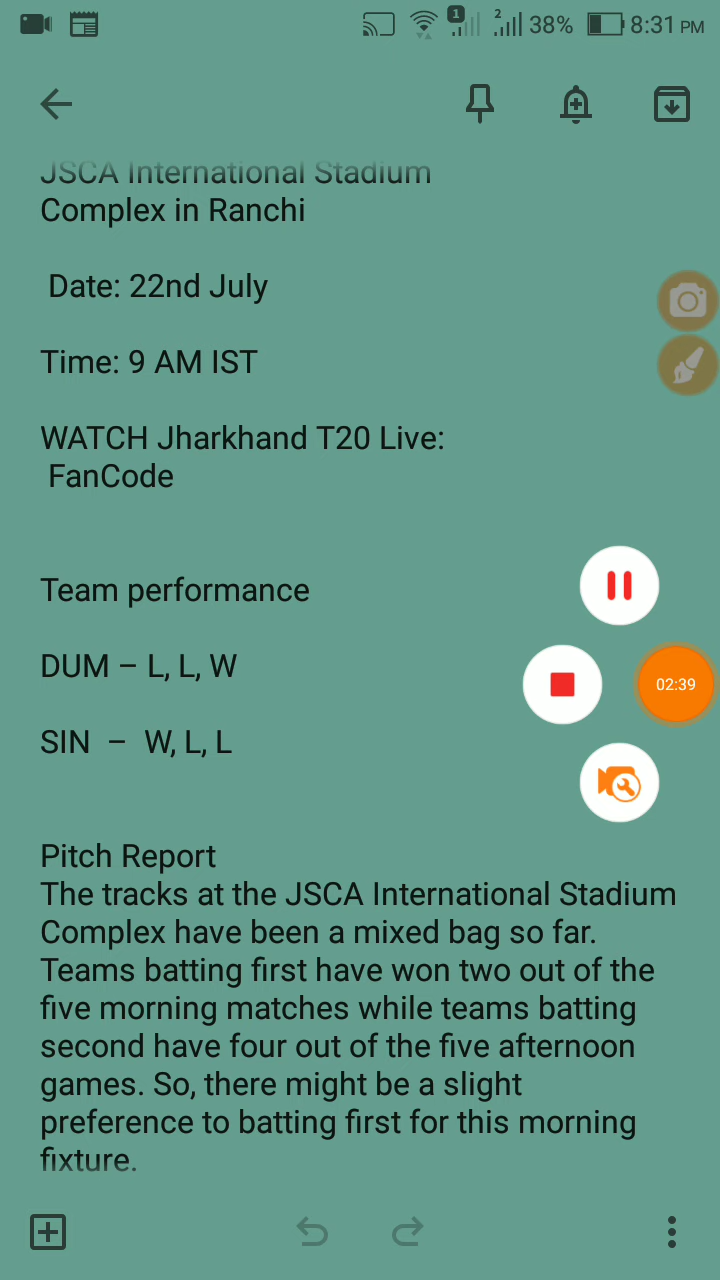 1 2 38% 8:31 PM
JSCA International Stadium
Complex in Ranchi
Date: 22nd July
Time: 9 AM IST
WATCH Jharkhand T20 Live:
FanCode
Team performance
DUM – L, L, W
02:39
SIN – W, L, L
Pitch Report
The tracks at the JSCA International Stadium
Complex have been a mixed bag so far.
Teams batting first have won two out of the
five morning matches while teams batting
second have four out of the five afternoon
games. So, there might be a slight
preference to batting first for this morning
fixture.